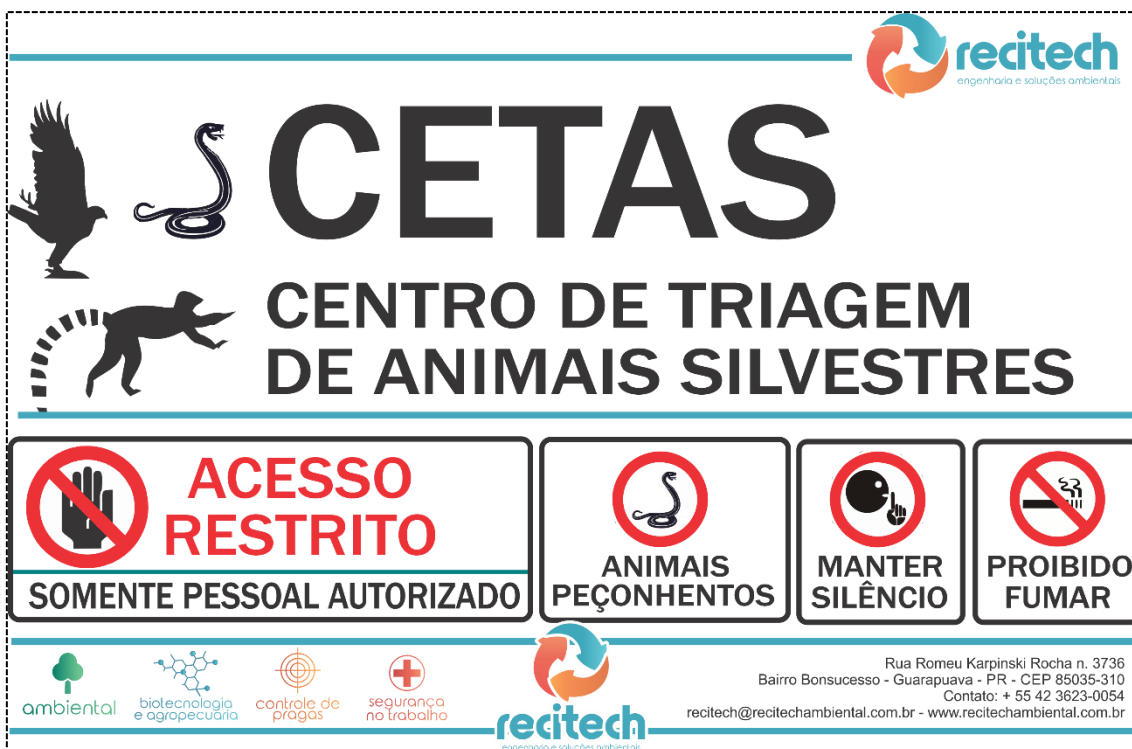 recitech
engenharia e soluções ambientais
CETAS
CENTRO DE TRIAGEM
DE ANIMAIS SILVESTRES
ACESSO
RESTRITO
SOMENTE PESSOAL AUTORIZADO
ANIMAIS
PEÇONHENTOS
MANTER
SILÊNCIO
PROIBIDO
FUMAR
ambiental
biotecnologia
e agropecuária
controle de
pragas
segurança
no trabalho
recitech
engenharia e soluções ambientais
Rua Romeu Karpinski Rocha n. 3736
Bairro Bonsucesso - Guarapuava - PR - CEP 85035-310
Contato: + 55 42 3623-0054
recitech@recitechambiental.com.br - www.recitechambiental.com.br